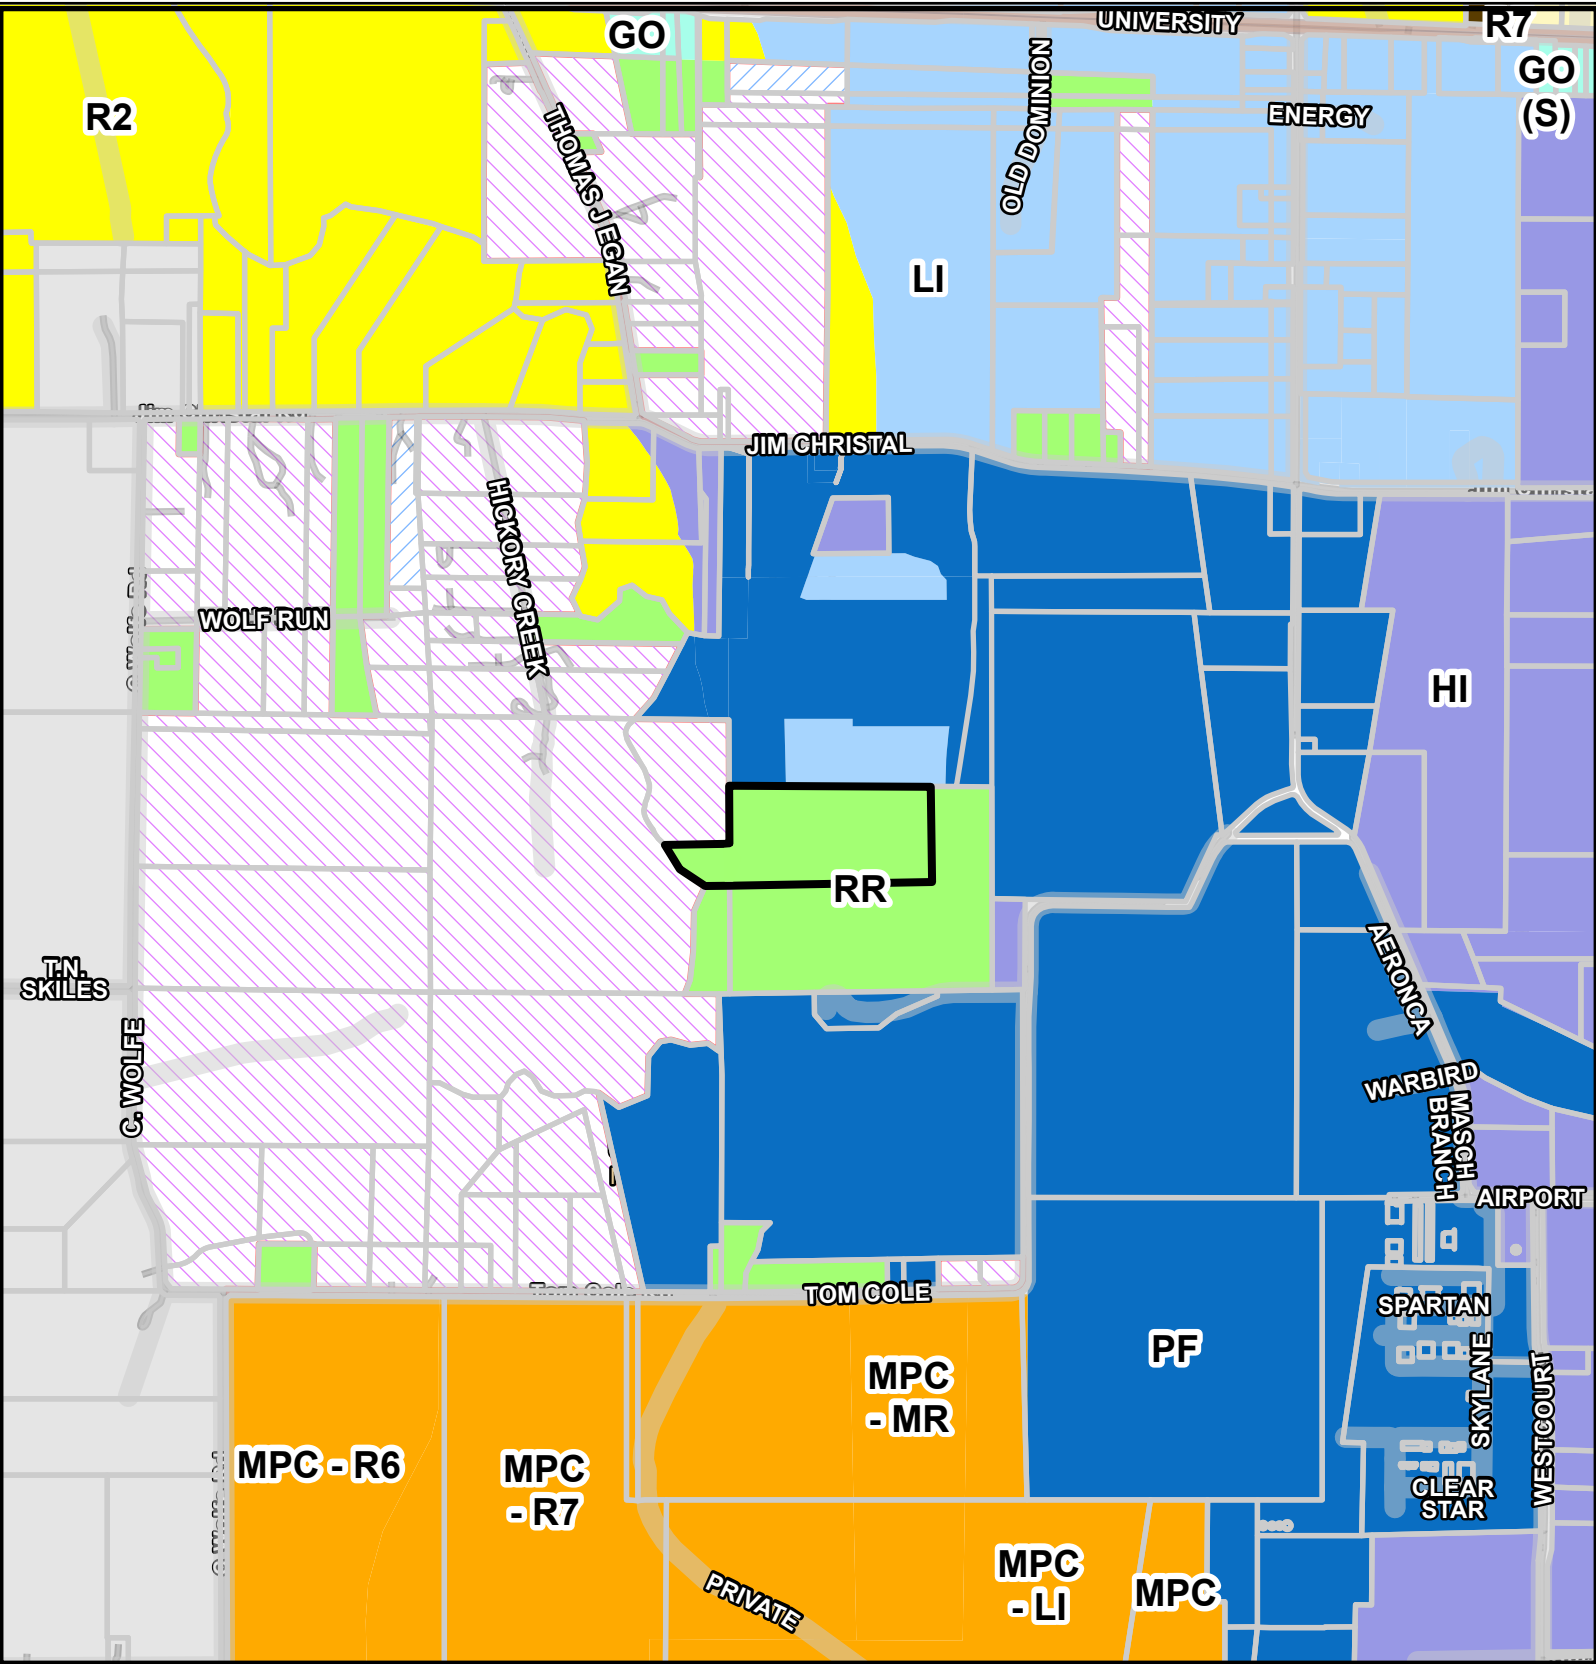 UNIVERSITY
R7
GO
GO
(S)
R2
OLD DOMINION
ENERGY
THOMAS J EGAN
LI
JIM CHRISTAL
HICKORY CREEK
WOLF RUN
HI
RR
T.N.
SKILES
AERONCA
C. WOLFE
WARBIRD
MASCH
BRANCH
AIRPORT
TOM COLE
SPARTAN
PF
SKYLANE
WESTCOURT
MPC
- MR
MPC - R6
MPC
- R7
CLEAR
STAR
MPC
- LI
MPC
PRIVATE